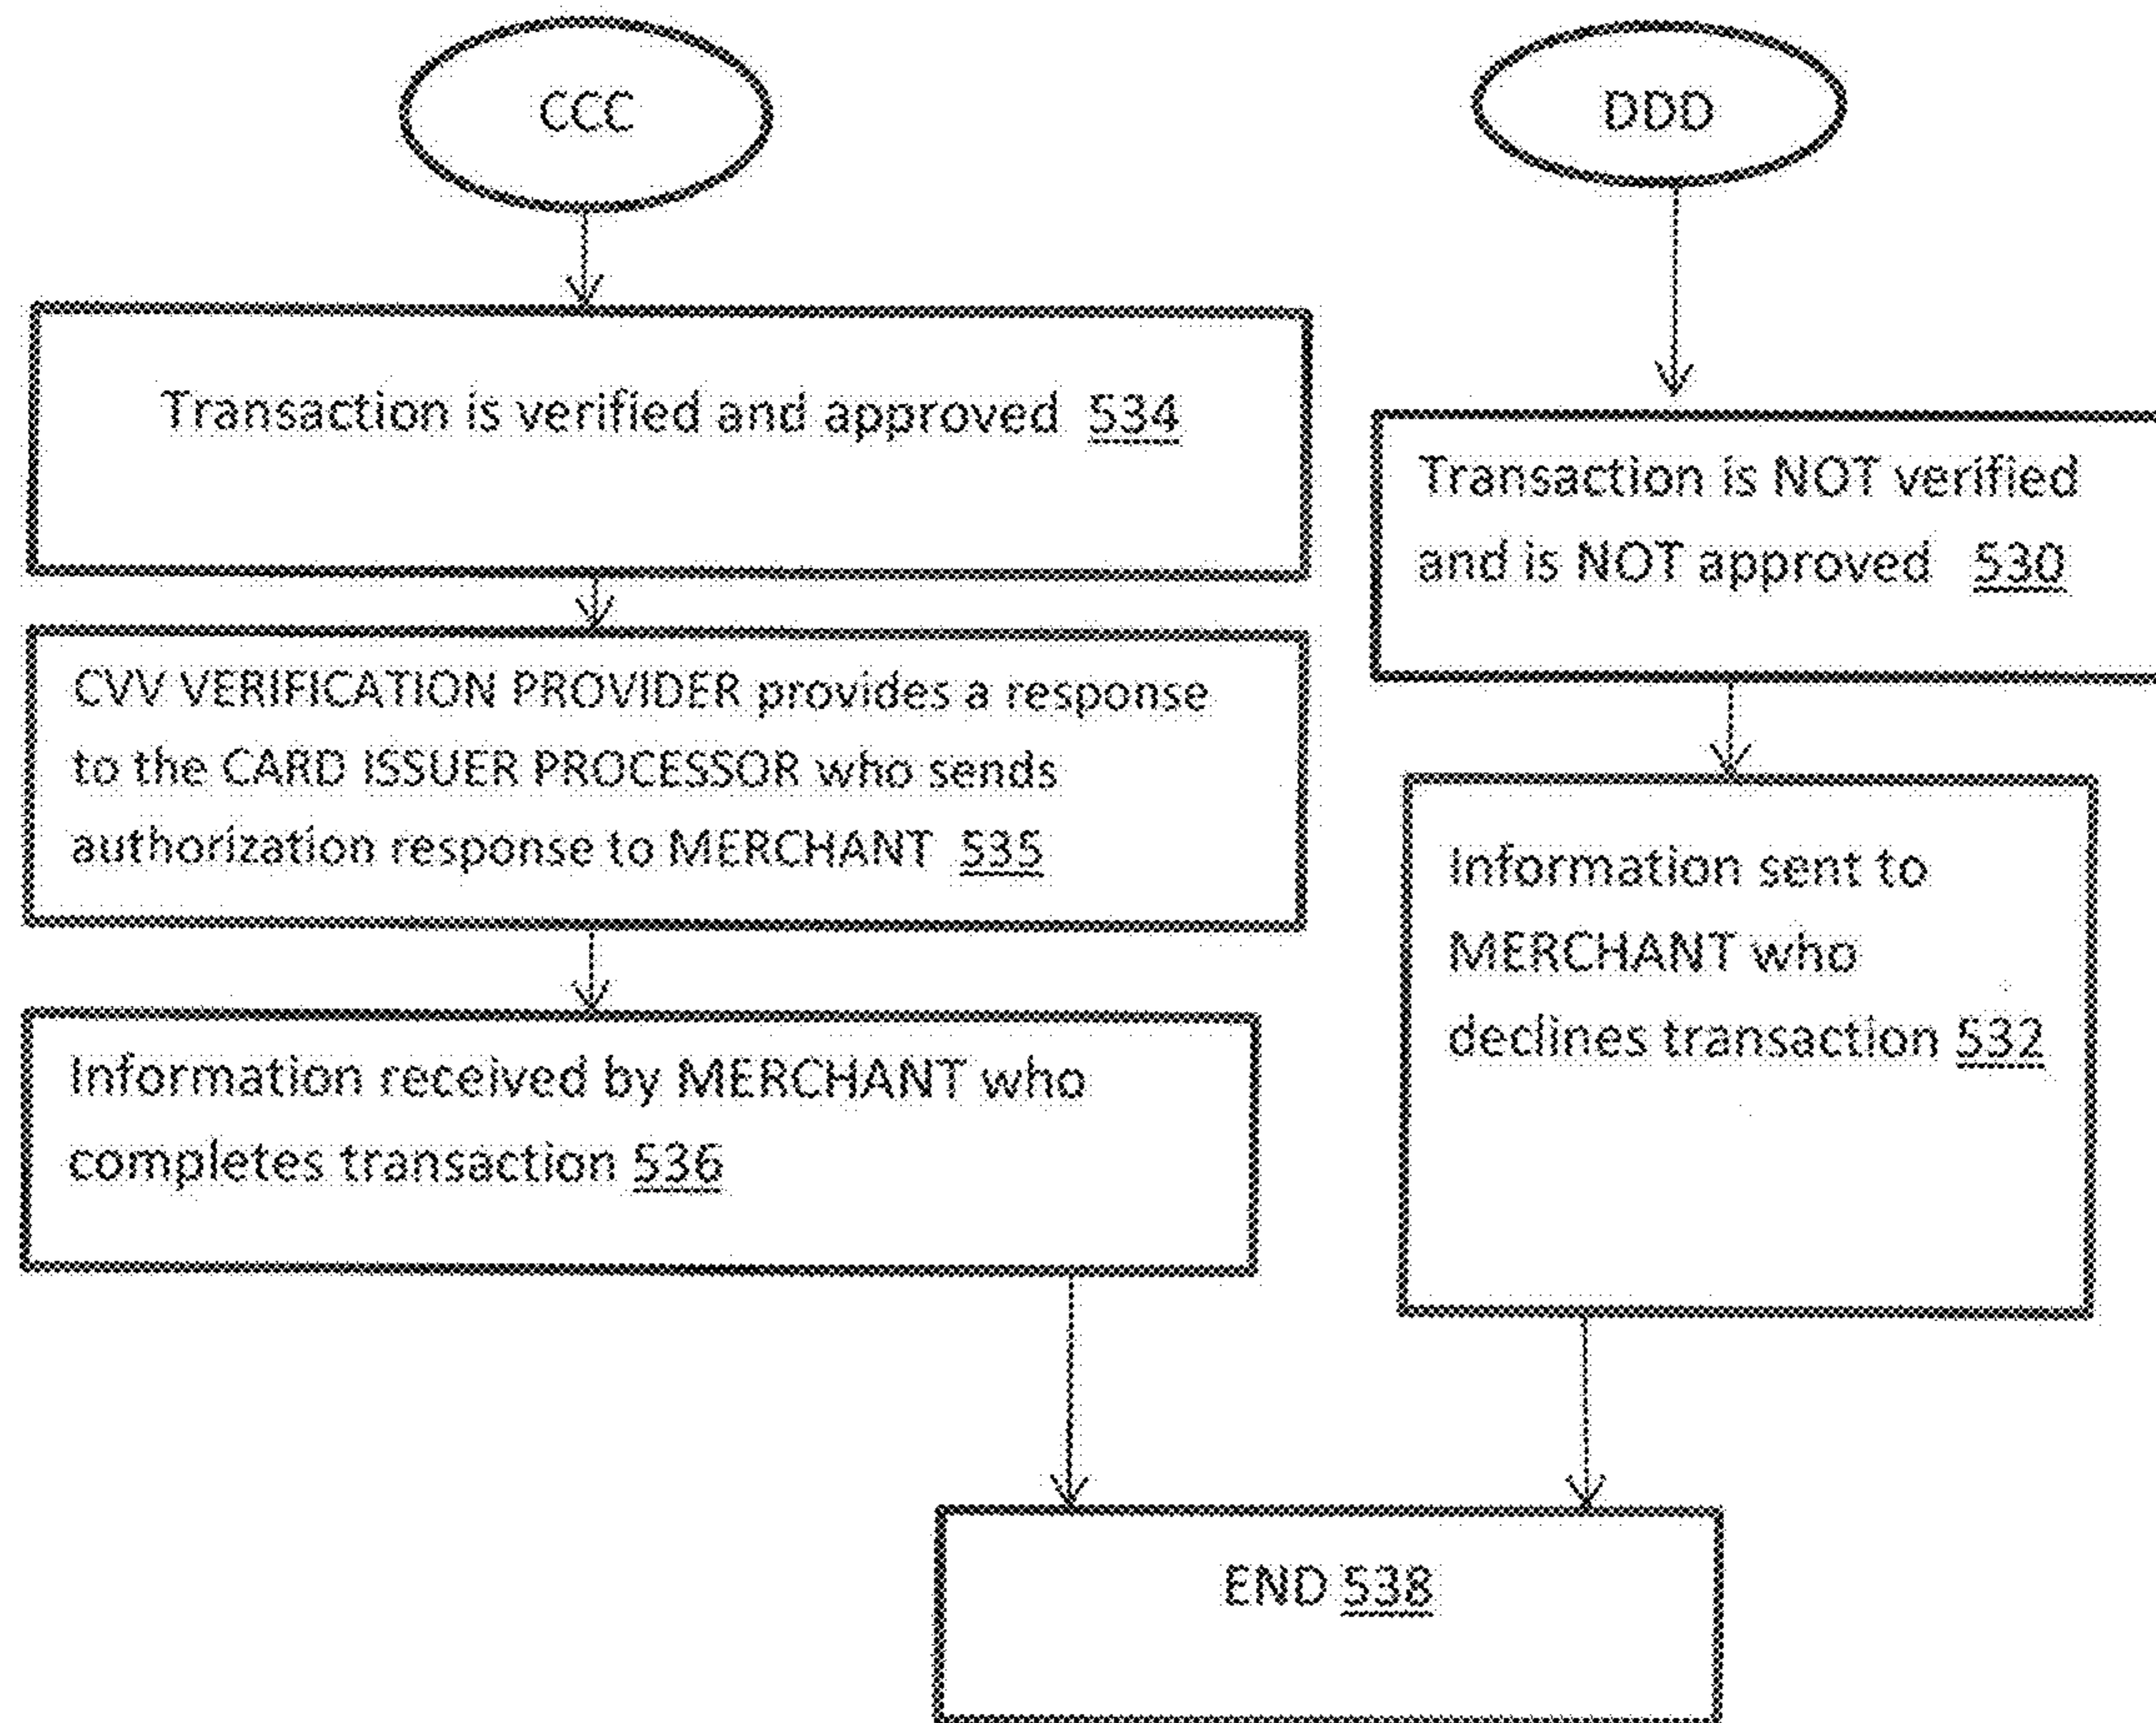 CCC
Transaction is verified and approved 534
CVV VERIFICATION PROVIDER provides a response
to the CARD ISSUER PROCESSOR who sends
authorization response to MERCHANT 535
Information received by MERCHANT who
completes transaction 536
DDD
Transaction is NOT verified
and is NOT approved 530
Information sent to
MERCHANT who
declines transaction 532
END 538